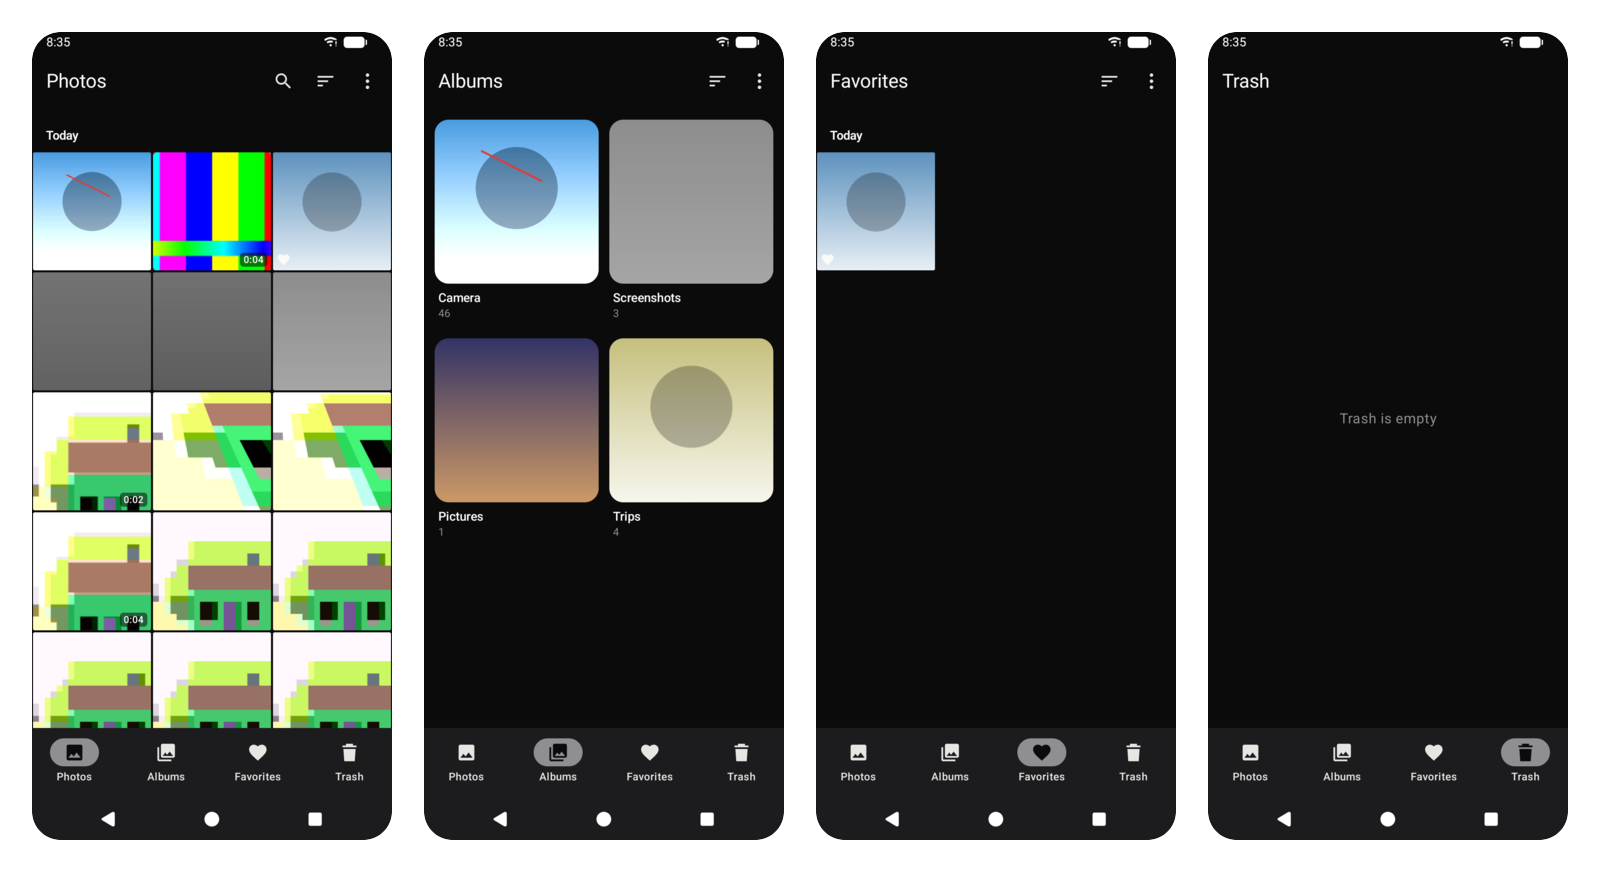 8:35
Photos
Today
0:04
0:02
0:04
Photos Albums Favorites Trash
8:35
Albums
Camera Screenshots
46 3
Pictures Trips
1 4
Photos Albums Favorites Trash
8:35
Favorites
Today
Photos Albums Favorites Trash
8:35
Trash
Trash is empty
Photos Albums Favorites Trash